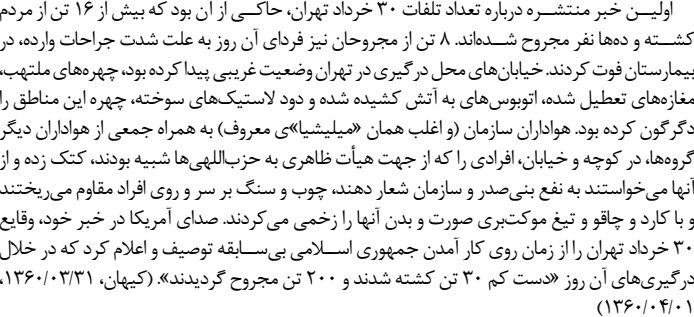 اولین خبر منتشره درباره تعداد تلفات ۳۰ خرداد تهران، حاکی از آن بود که بیش از ۱۶ تن از مردم
کشته و ده‌ها نفر مجروح شده‌اند. ۸ تن از مجروحان نیز فردای آن روز به علت شدت جراحات وارده، در
بیمارستان فوت کردند. خیابان‌های محل درگیری در تهران وضعیت غریبی پیدا کرده بود، چهره‌های ملتهب،
مغازه‌های تعطیل شده، اتوبوس‌های به آتش کشیده شده و دود لاستیک‌های سوخته، چهره این مناطق را
دگرگون کرده بود. هواداران سازمان (و اغلب همان «میلیشیا»ی معروف) به همراه جمعی از هواداران دیگر
گروه‌ها، در کوچه و خیابان، افرادی را که از جهت هیأت ظاهری به حزب‌اللهی‌ها شبیه بودند، کتک زده و از
آنها می‌خواستند به نفع بنی‌صدر و سازمان شعار دهند، چوب و سنگ بر سر و روی افراد مقاوم می‌ریختند
و با کارد و چاقو و تیغ موکت‌بری صورت و بدن آنها را زخمی می‌کردند. صدای آمریکا در خبر خود، وقایع
۳۰ خرداد تهران را از زمان روی کار آمدن جمهوری اسلامی بی‌سابقه توصیف و اعلام کرد که در خلال
درگیری‌های آن روز «دست کم ۳۰ تن کشته شدند و ۲۰۰ تن مجروح گردیدند». (کیهان، ۱۳۶۰/۰۳/۳۱،
۱۳۶۰/۰۴/۰۱)